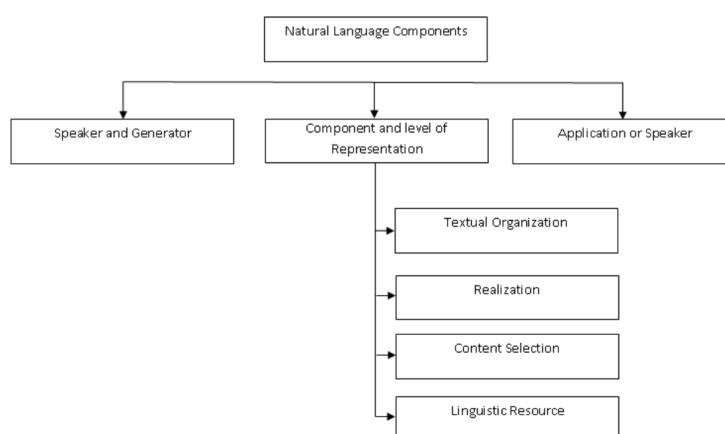 Natural Language Components
Speaker and Generator
Component and level of
Representation
Application or Speaker
Textual Organization
Realization
Content Selection
Linguistic Resource